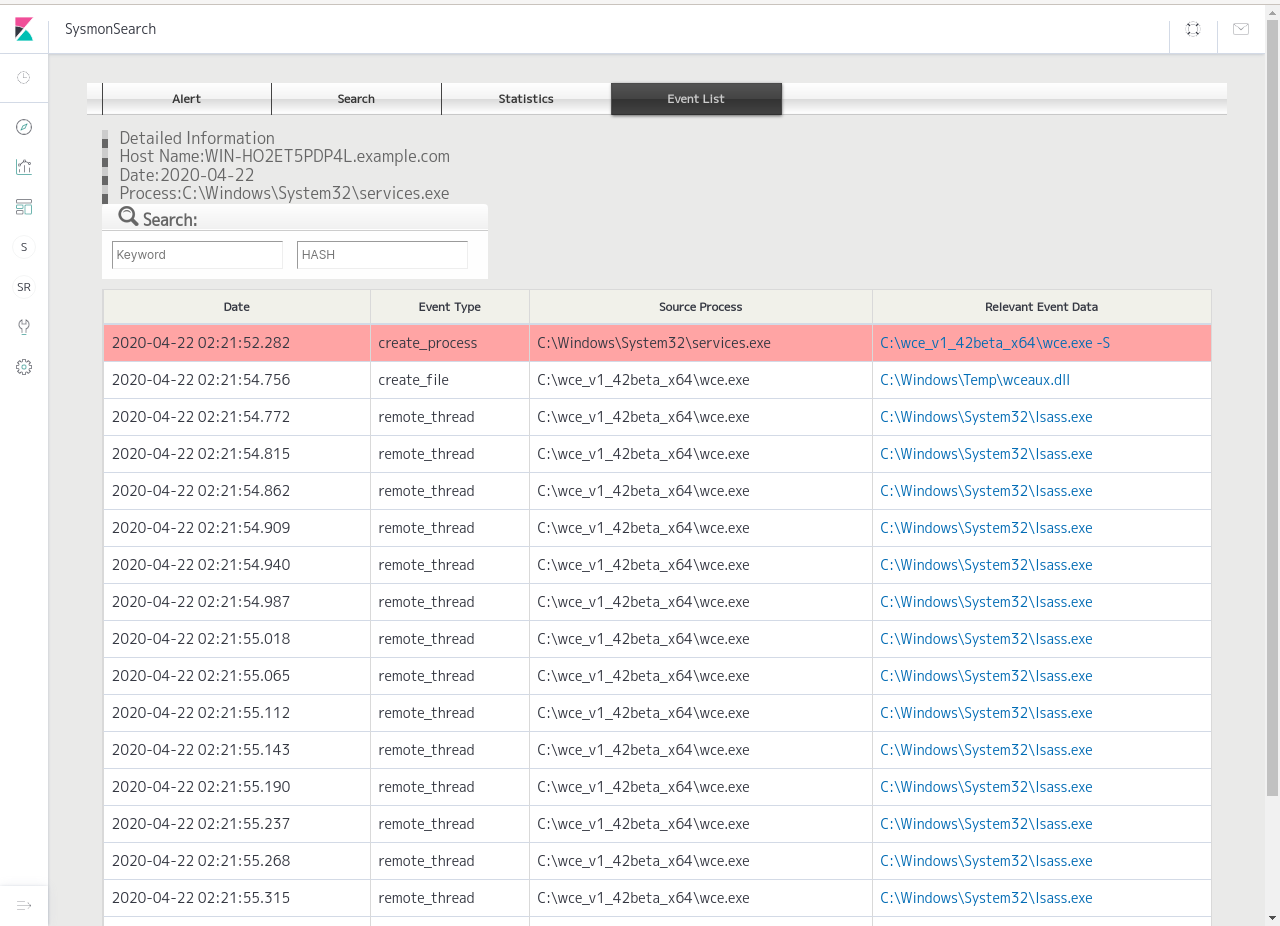 SysmonSearch
Alert Search Statistics Event List
Detailed Information
Host Name:WIN-HO2ET5PDP4L.example.com
Date:2020-04-22
Process:C:\Windows\System32\services.exe
Search:
Keyword HASH
S
SR
Date Event Type Source Process Relevant Event Data
2020-04-22 02:21:52.282 create_process C:\Windows\System32\services.exe C:\wce_v1_42beta_x64\wce.exe -S
2020-04-22 02:21:54.756 create_file C:\wce_v1_42beta_x64\wce.exe C:\Windows\Temp\wceaux.dll
2020-04-22 02:21:54.772 remote_thread C:\wce_v1_42beta_x64\wce.exe C:\Windows\System32\lsass.exe
2020-04-22 02:21:54.815 remote_thread C:\wce_v1_42beta_x64\wce.exe C:\Windows\System32\lsass.exe
2020-04-22 02:21:54.862 remote_thread C:\wce_v1_42beta_x64\wce.exe C:\Windows\System32\lsass.exe
2020-04-22 02:21:54.909 remote_thread C:\wce_v1_42beta_x64\wce.exe C:\Windows\System32\lsass.exe
2020-04-22 02:21:54.940 remote_thread C:\wce_v1_42beta_x64\wce.exe C:\Windows\System32\lsass.exe
2020-04-22 02:21:54.987 remote_thread C:\wce_v1_42beta_x64\wce.exe C:\Windows\System32\lsass.exe
2020-04-22 02:21:55.018 remote_thread C:\wce_v1_42beta_x64\wce.exe C:\Windows\System32\lsass.exe
2020-04-22 02:21:55.065 remote_thread C:\wce_v1_42beta_x64\wce.exe C:\Windows\System32\lsass.exe
2020-04-22 02:21:55.112 remote_thread C:\wce_v1_42beta_x64\wce.exe C:\Windows\System32\lsass.exe
2020-04-22 02:21:55.143 remote_thread C:\wce_v1_42beta_x64\wce.exe C:\Windows\System32\lsass.exe
2020-04-22 02:21:55.190 remote_thread C:\wce_v1_42beta_x64\wce.exe C:\Windows\System32\lsass.exe
2020-04-22 02:21:55.237 remote_thread C:\wce_v1_42beta_x64\wce.exe C:\Windows\System32\lsass.exe
2020-04-22 02:21:55.268 remote_thread C:\wce_v1_42beta_x64\wce.exe C:\Windows\System32\lsass.exe
2020-04-22 02:21:55.315 remote_thread C:\wce_v1_42beta_x64\wce.exe C:\Windows\System32\lsass.exe